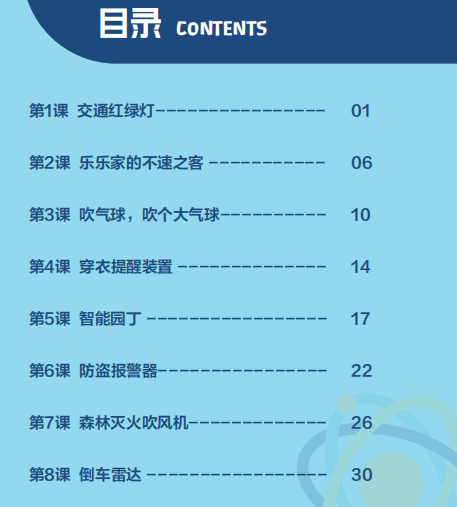 目录 CONTENTS
第1课 交通红绿灯 01
第2课 乐乐家的不速之客 06
第3课 吹气球，吹个大气球 10
第4课 穿衣提醒装置 14
第5课 智能园丁 17
第6课 防盗报警器 22
第7课 森林灭火吹风机 26
第8课 倒车雷达 30